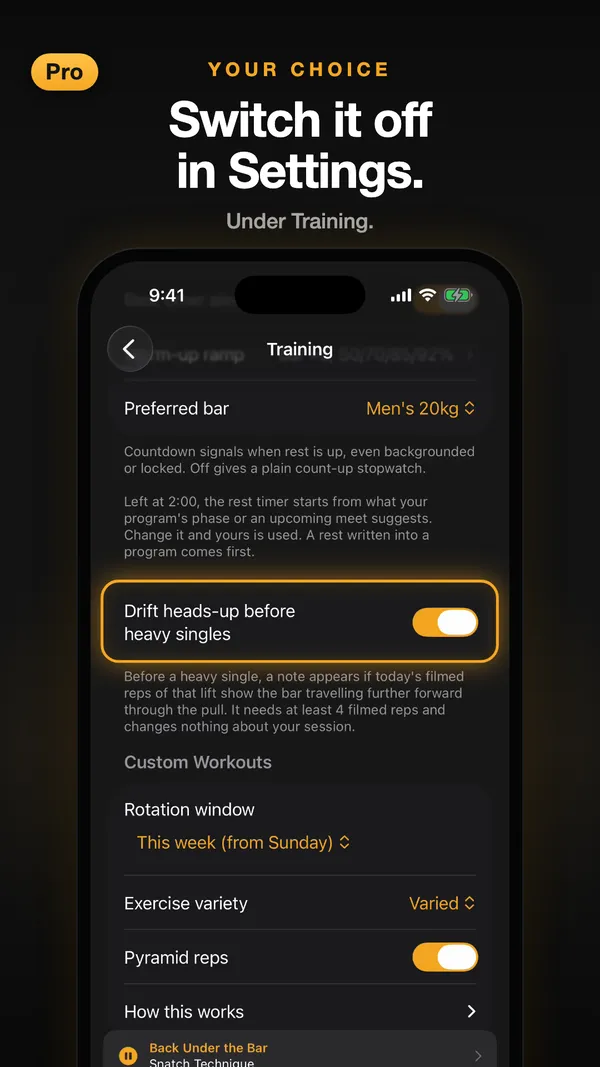 Pro
YOUR CHOICE
Switch it off
in Settings.
Under Training.
9:41
Training
Preferred bar
Men's 20kg
Countdown signals when rest is up, even backgrounded
or locked. Off gives a plain count-up stopwatch.
Left at 2:00, the rest timer starts from what your
program's phase or an upcoming meet suggests.
Change it and yours is used. A rest written into a
program comes first.
Drift heads-up before
heavy singles
Before a heavy single, a note appears if today's filmed
reps of that lift show the bar travelling further forward
through the pull. It needs at least 4 filmed reps and
changes nothing about your session.
Custom Workouts
Rotation window
This week (from Sunday)
Exercise variety
Varied
Pyramid reps
How this works
Back Under the Bar
Snatch Technique